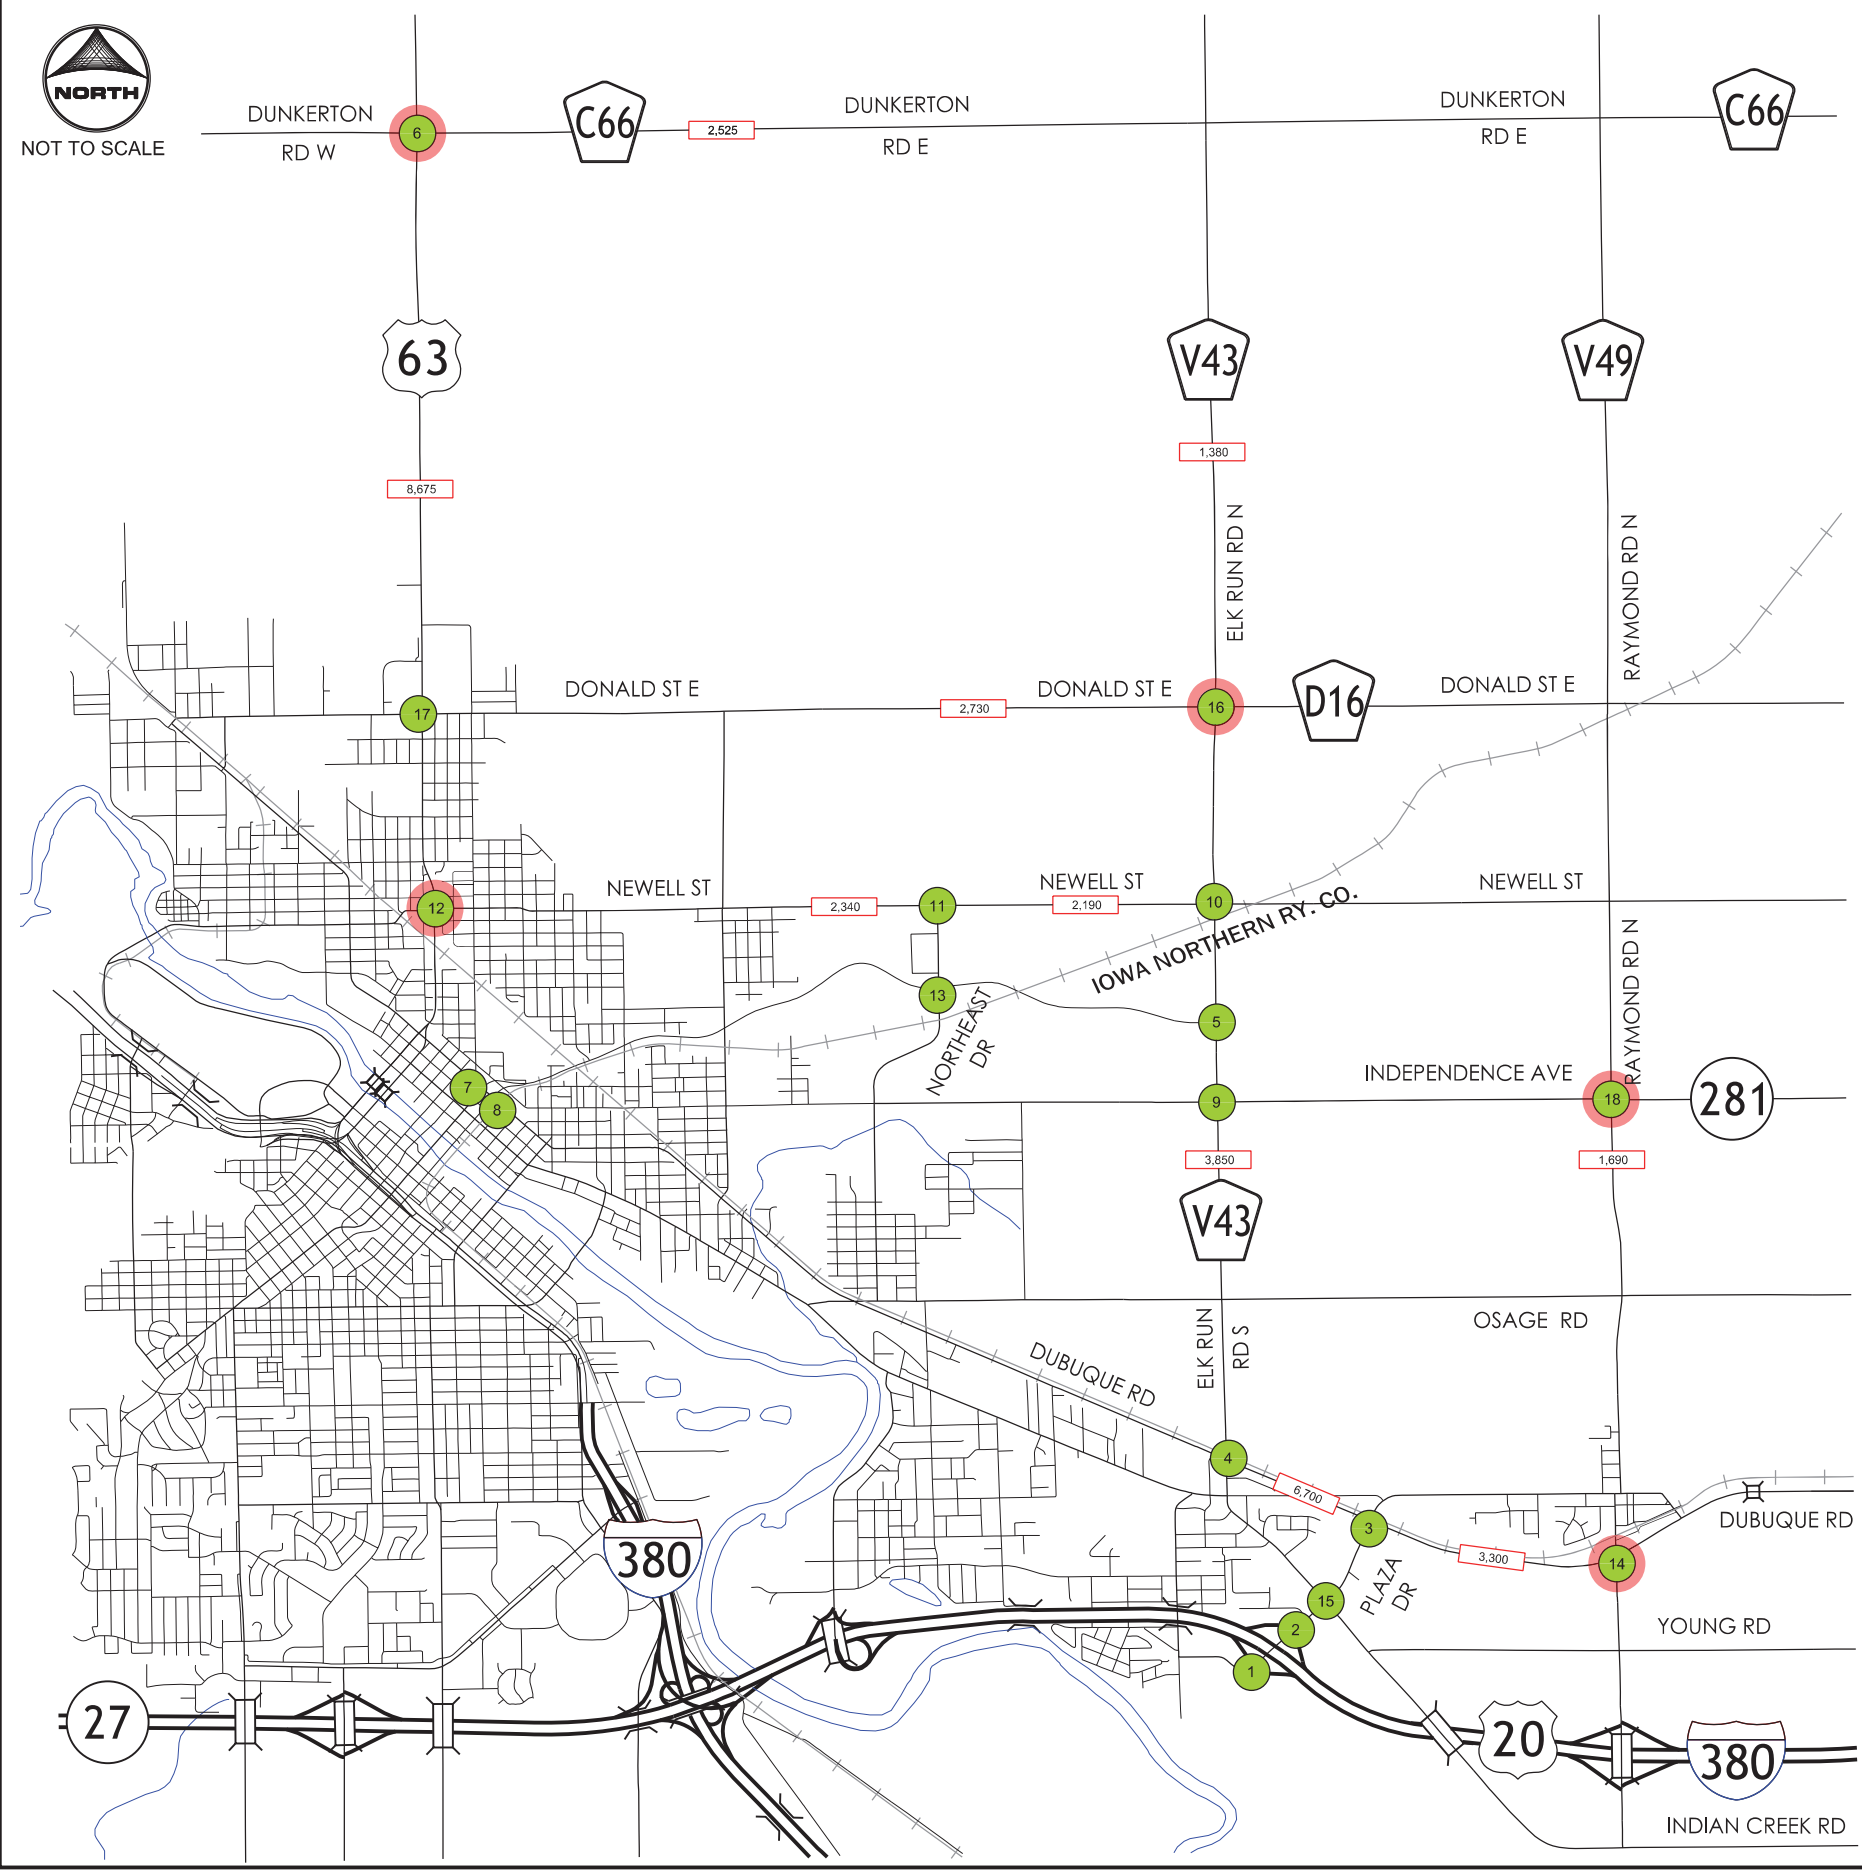 NORTH
NOT TO SCALE
DUNKERTON
RD W
6
C66
2,525
DUNKERTON
RD E
DUNKERTON
RD E
C66
63
V43
V49
8,675
1,380
ELK RUN RD N
RAYMOND RD N
17
DONALD ST E
2,730
DONALD ST E
16
D16
DONALD ST E
12
NEWELL ST
2,340
11
NEWELL ST
2,190
10
NEWELL ST
IOWA NORTHERN RY. CO.
13
NORTHEAST
DR
5
RAYMOND RD N
7
8
9
INDEPENDENCE AVE
18
281
3,850
1,690
V43
OSAGE RD
ELK RUN
RD S
DUBUQUE RD
4
6,700
3
3,300
14
DUBUQUE RD
PLAZA
DR
380
15
2
1
YOUNG RD
27
20
380
INDIAN CREEK RD